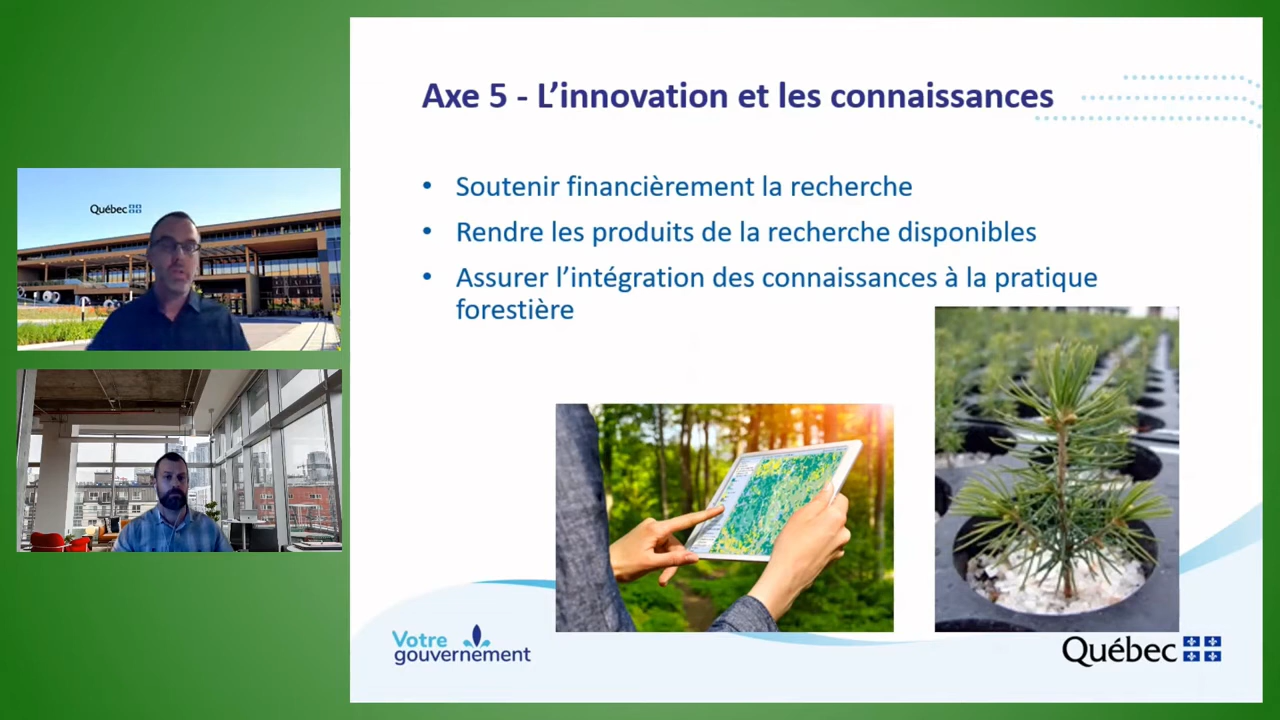 Axe 5 - L’innovation et les connaissances
• Soutenir financièrement la recherche
• Rendre les produits de la recherche disponibles
• Assurer l’intégration des connaissances à la pratique
forestière
Québec
Votre
gouvernement
Québec